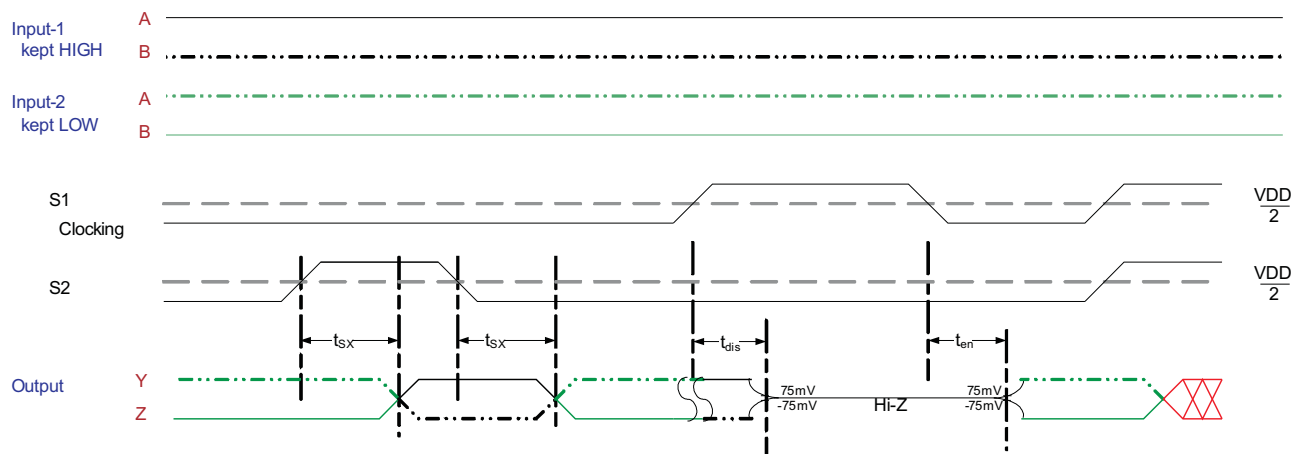 Input-1
kept HIGH
A
B
Input-2
kept LOW
A
B
S1
Clocking
VDD
2
S2
VDD
2
tSX
tSX
tdis
ten
Output
Y
Z
75mV
-75mV
Hi-Z
75mV
-75mV